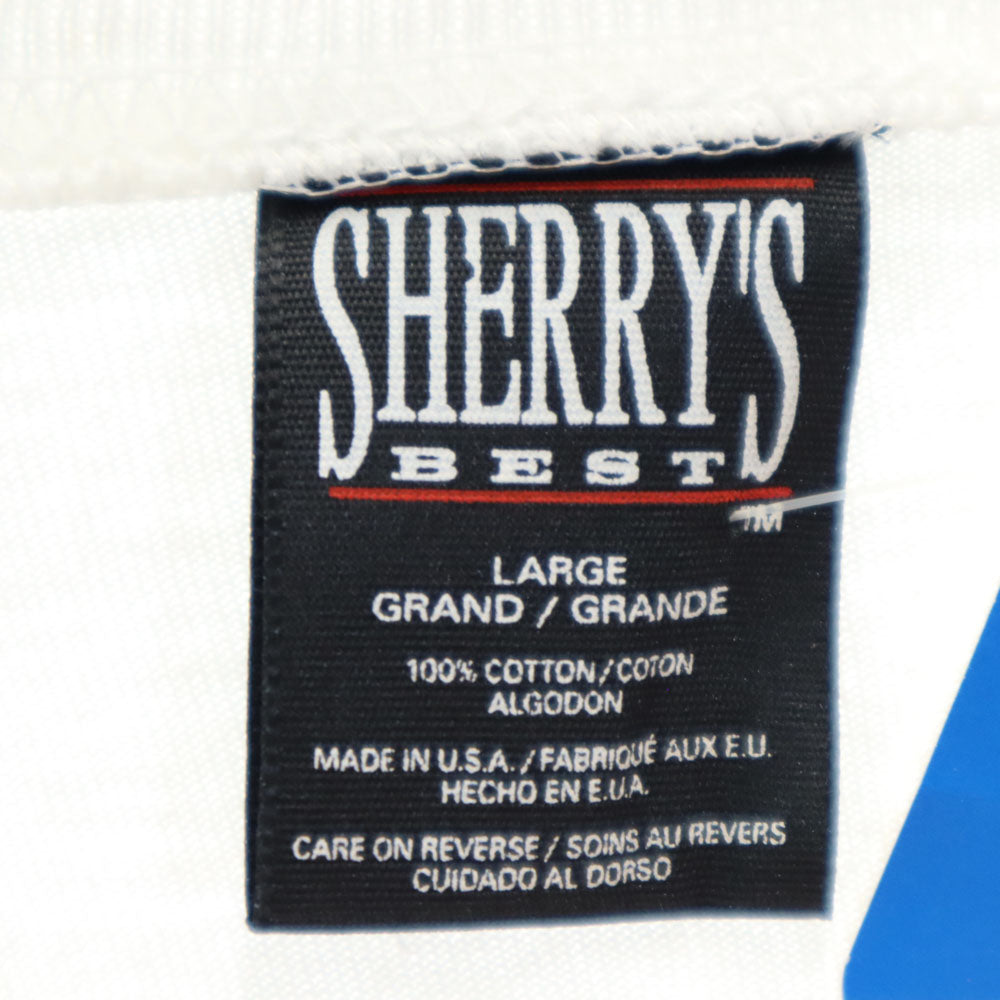 SHERRY'S
BEST
TM
LARGE
GRAND / GRANDE
100% COTTON / COTON
ALGODON
MADE IN U.S.A. / FABRIQUÉ AUX E.U.
HECHO EN E.U.A.
CARE ON REVERSE / SOINS AU REVERS
CUIDADO AL DORSO